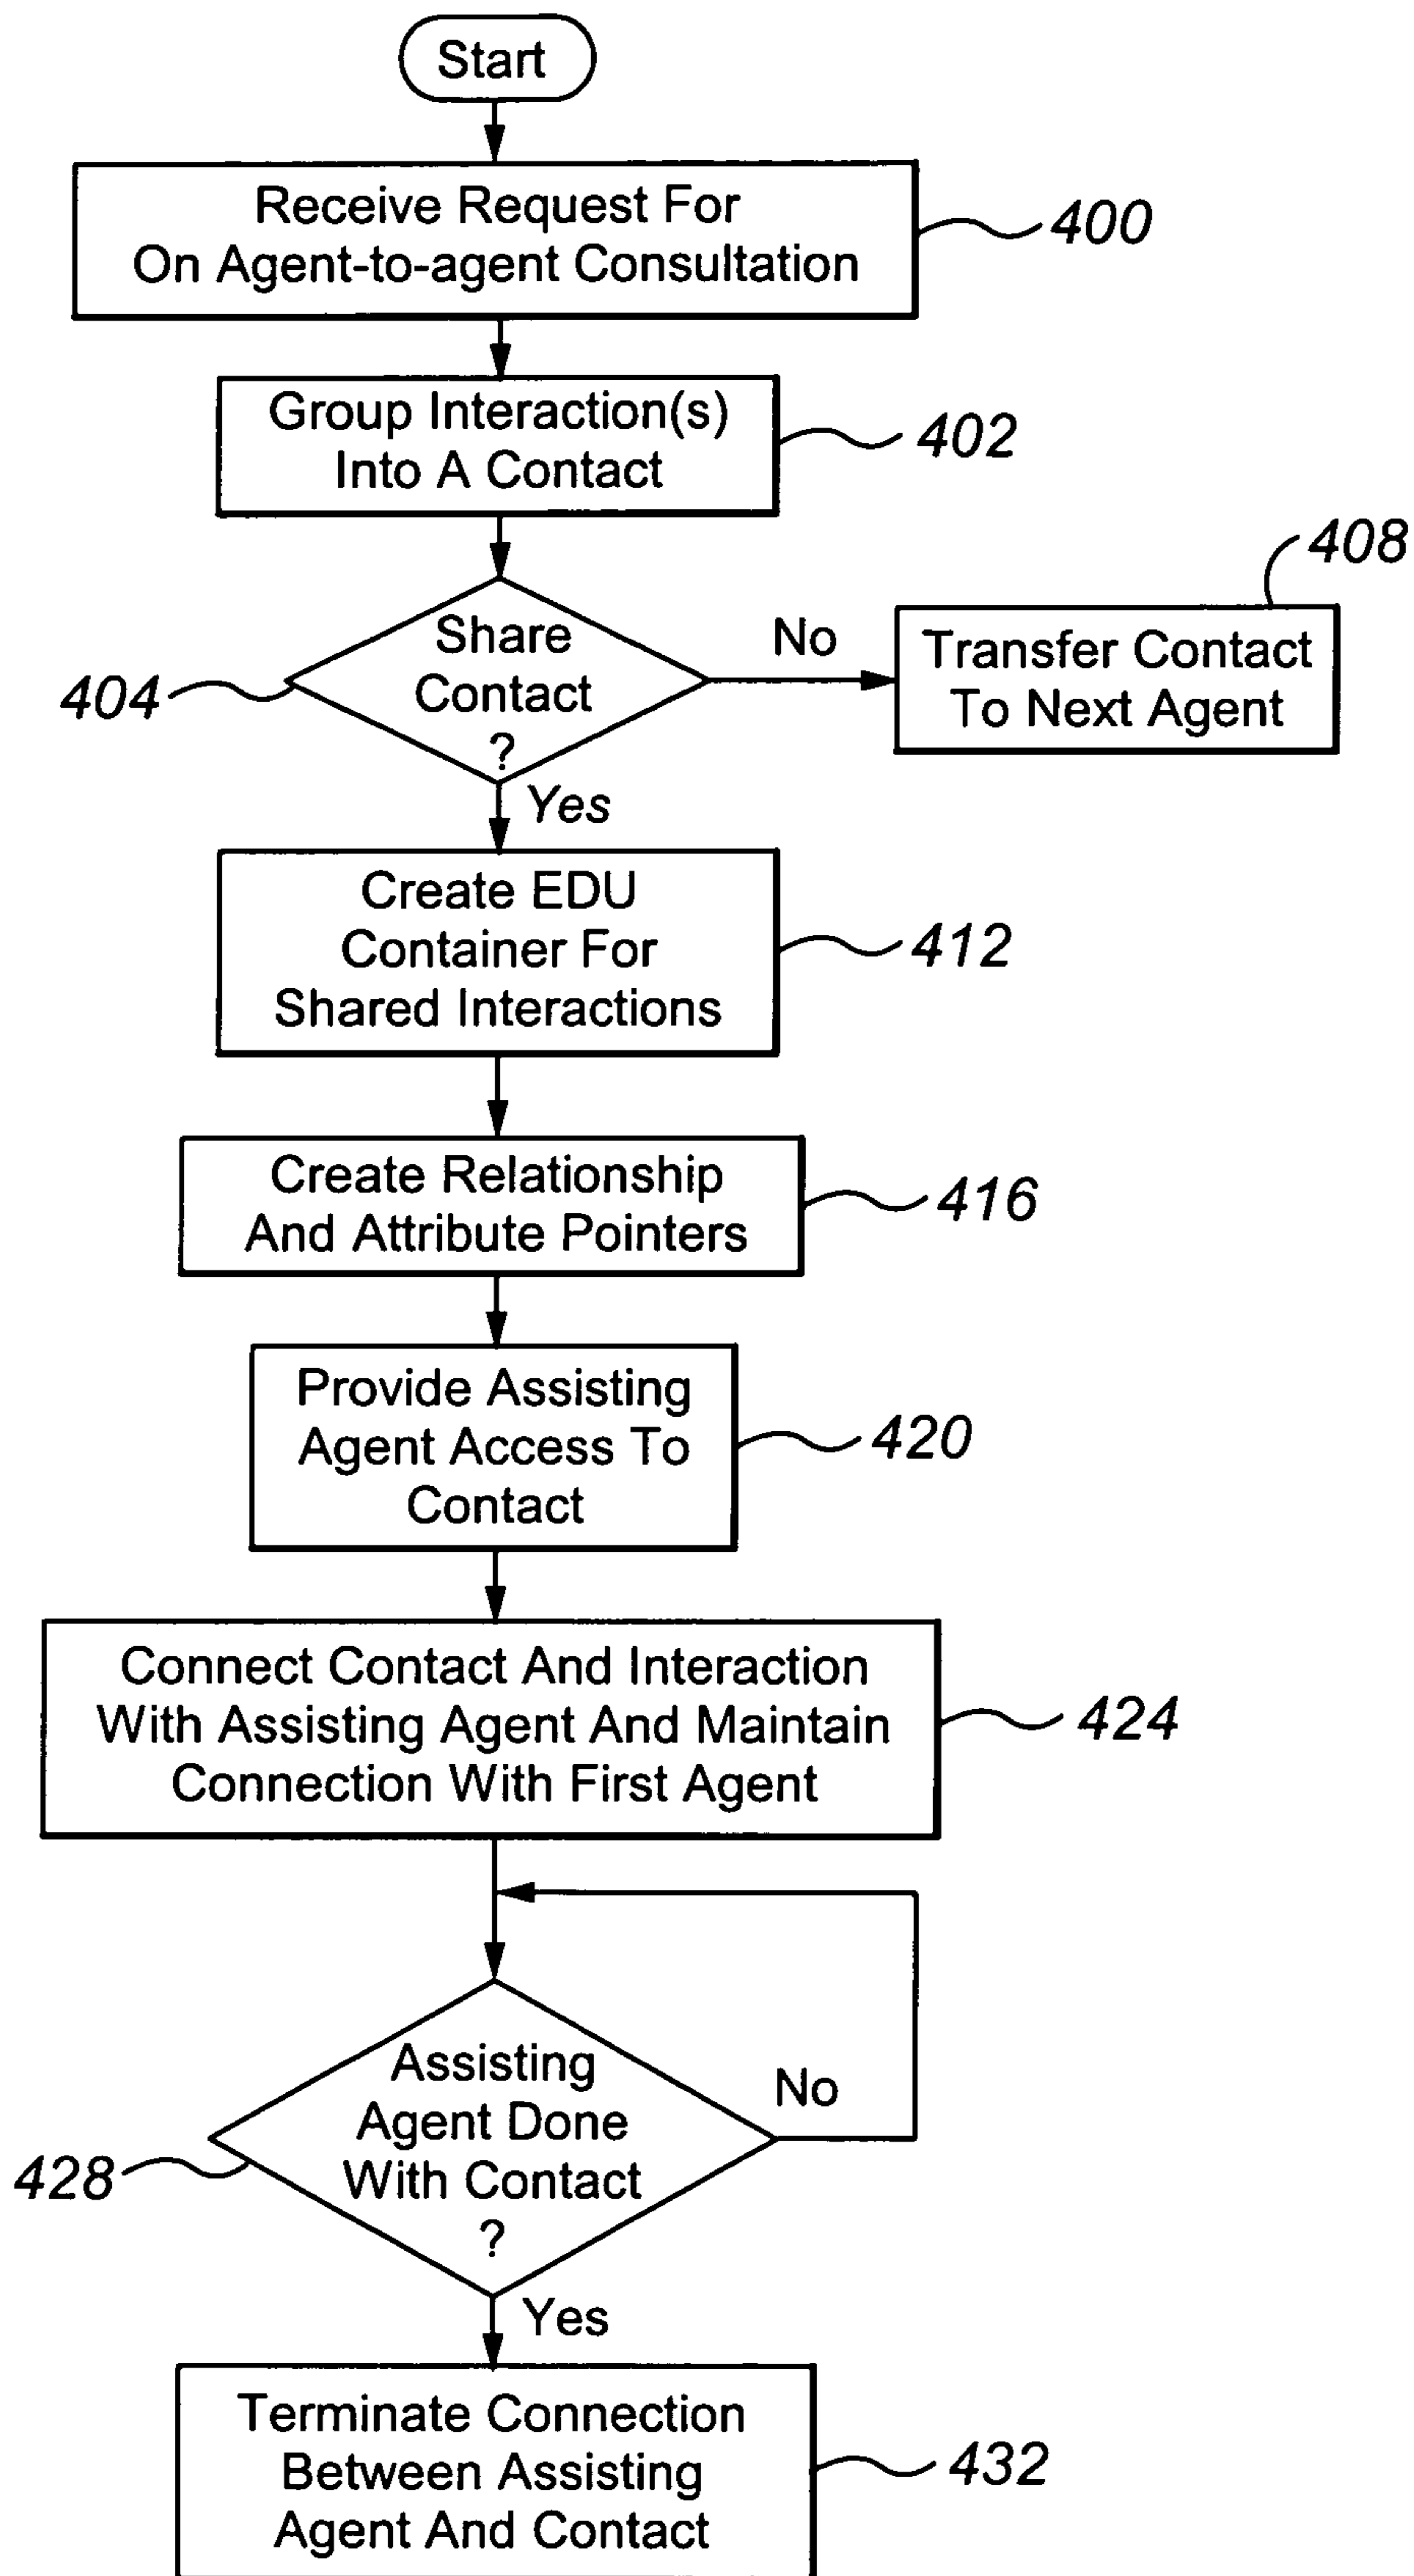 Start
Receive Request For
On Agent-to-agent Consultation
400
Group Interaction(s)
Into A Contact
402
408
Share
Contact
?
404
No
Transfer Contact
To Next Agent
Yes
Create EDU
Container For
Shared Interactions
412
Create Relationship
And Attribute Pointers
416
Provide Assisting
Agent Access To
Contact
420
Connect Contact And Interaction
With Assisting Agent And Maintain
Connection With First Agent
424
Assisting
Agent Done
With Contact
?
No
428
Yes
Terminate Connection
Between Assisting
Agent And Contact
432